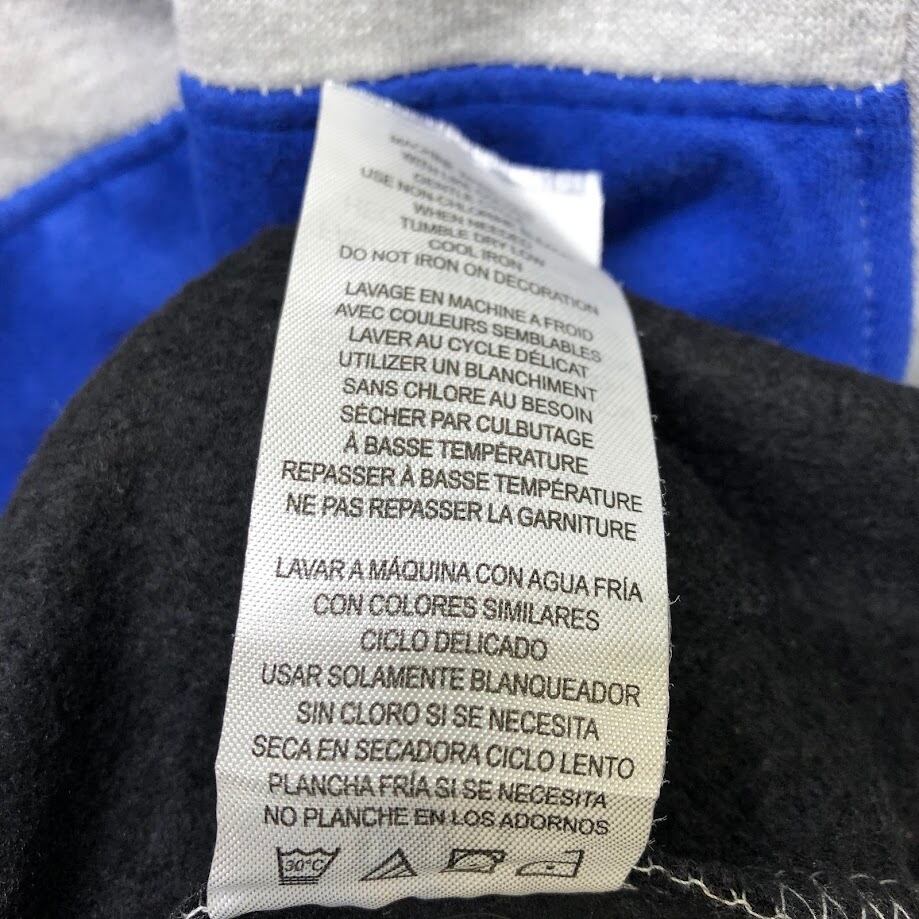 MACHINE
WITH
GENTLE
USE NON-CHLORINE
WHEN NEEDED
TUMBLE DRY LOW
COOL IRON
DO NOT IRON ON DECORATION
LAVAGE EN MACHINE A FROID
AVEC COULEURS SEMBLABLES
LAVER AU CYCLE DÉLICAT
UTILIZER UN BLANCHIMENT
SANS CHLORE AU BESOIN
SÉCHER PAR CULBUTAGE
À BASSE TEMPÉRATURE
REPASSER À BASSE TEMPÉRATURE
NE PAS REPASSER LA GARNITURE
LAVAR A MÁQUINA CON AGUA FRÍA
CON COLORES SIMILARES
CICLO DELICADO
USAR SOLAMENTE BLANQUEADOR
SIN CLORO SI SE NECESITA
SECA EN SECADORA CICLO LENTO
PLANCHA FRÍA SI SE NECESITA
NO PLANCHE EN LOS ADORNOS
30°C